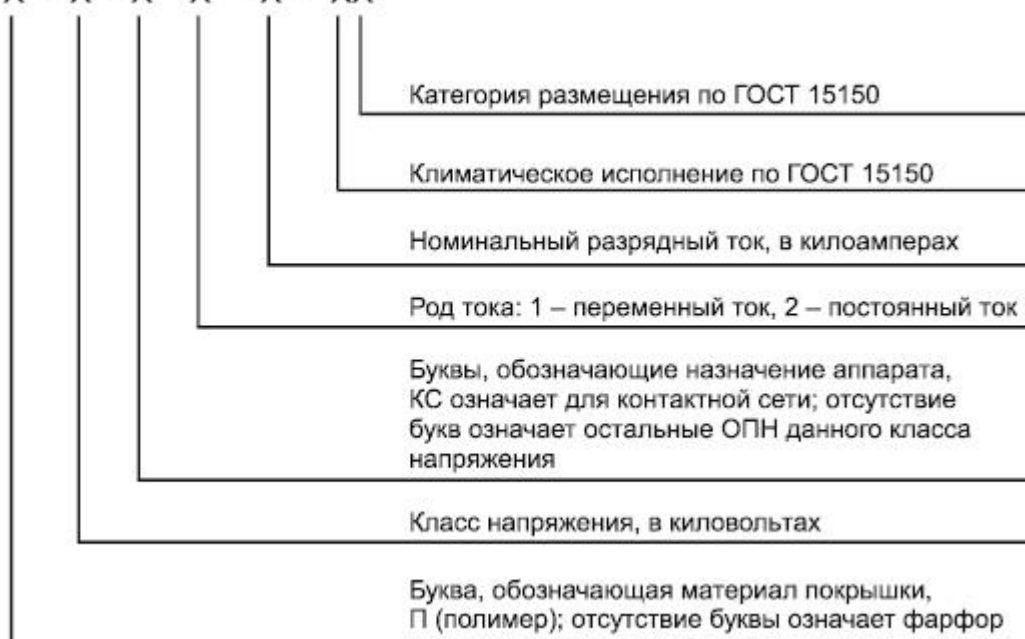 Категория размещения по ГОСТ 15150
Климатическое исполнение по ГОСТ 15150
Номинальный разрядный ток, в килоамперах
Род тока: 1 – переменный ток, 2 – постоянный ток
Буквы, обозначающие назначение аппарата,
КС означает для контактной сети; отсутствие
букв означает остальные ОПН данного класса
напряжения
Класс напряжения, в киловольтах
Буква, обозначающая материал покрышки,
П (полимер); отсутствие буквы означает фарфор